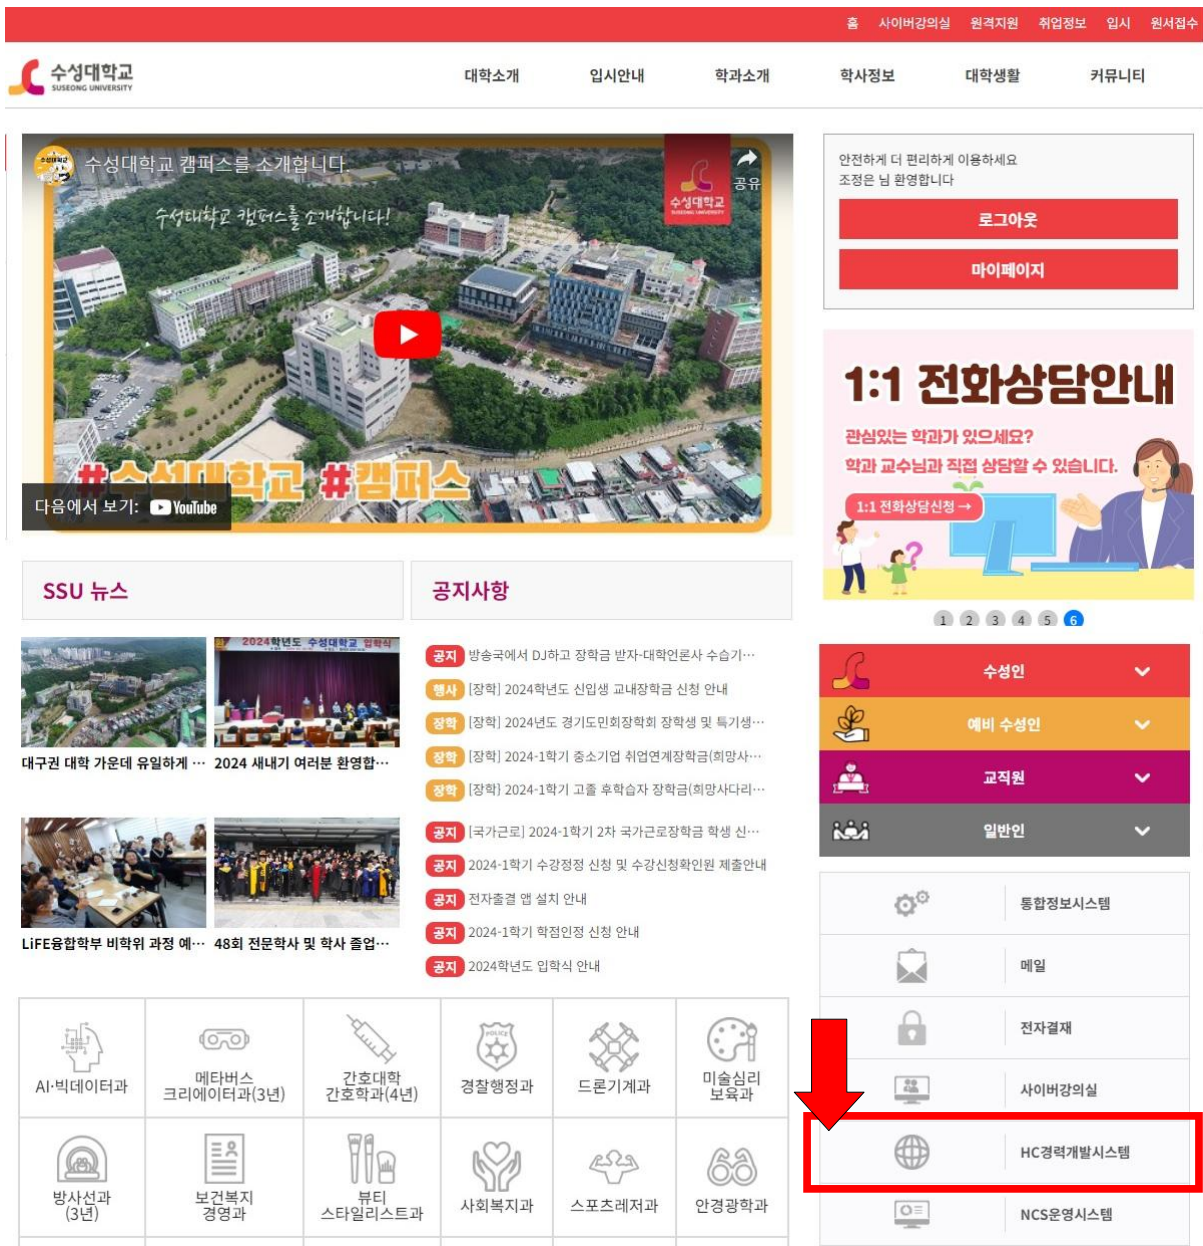 홈 사이버강의실 원격지원 취업정보 입시 원서접수
수성대학교
SUSEONG UNIVERSITY
대학소개 입시안내 학과소개 학사정보 대학생활 커뮤니티
수성대학교 캠퍼스를 소개합니다.
공유
수성대학교 캠퍼스를 소개합니다!
수성대학교
SUSEONG UNIVERSITY
#수성대학교 #캠퍼스
다음에서 보기: YouTube
안전하게 더 편리하게 이용하세요
조정은 님 환영합니다
로그아웃
마이페이지
1:1 전화상담안내
관심있는 학과가 있으세요?
학과 교수님과 직접 상담할 수 있습니다.
1:1 전화상담신청 →
1 2 3 4 5 6
SSU 뉴스
2024학년도 수성대학교 입학식
대구권 대학 가운데 유일하게 ···
2024 새내기 여러분 환영합···
LiFE융합학부 비학위 과정 예···
48회 전문학사 및 학사 졸업···
공지사항
공지 방송국에서 DJ하고 장학금 받자-대학언론사 수습기···
행사 [장학] 2024학년도 신입생 교내장학금 신청 안내
장학 [장학] 2024년도 경기도민회장학회 장학생 및 특기생···
장학 [장학] 2024-1학기 중소기업 취업연계장학금(희망사···
장학 [장학} 2024-1학기 고졸 후학습자 장학금(희망사다리···
공지 [국가근로] 2024-1학기 2차 국가근로장학금 학생 신···
공지 2024-1학기 수강정정 신청 및 수강신청확인원 제출안내
공지 전자출결 앱 설치 안내
공지 2024-1학기 학점인정 신청 안내
공지 2024학년도 입학식 안내
수성인
예비 수성인
교직원
일반인
통합정보시스템
메일
전자결재
사이버강의실
HC경력개발시스템
NCS운영시스템
AI·빅데이터과
메타버스
크리에이터과(3년)
간호대학
간호학과(4년)
POLICE
경찰행정과
드론기계과
미술심리
보육과
방사선과
(3년)
보건복지
경영과
뷰티
스타일리스트과
사회복지과
스포츠레저과
안경광학과